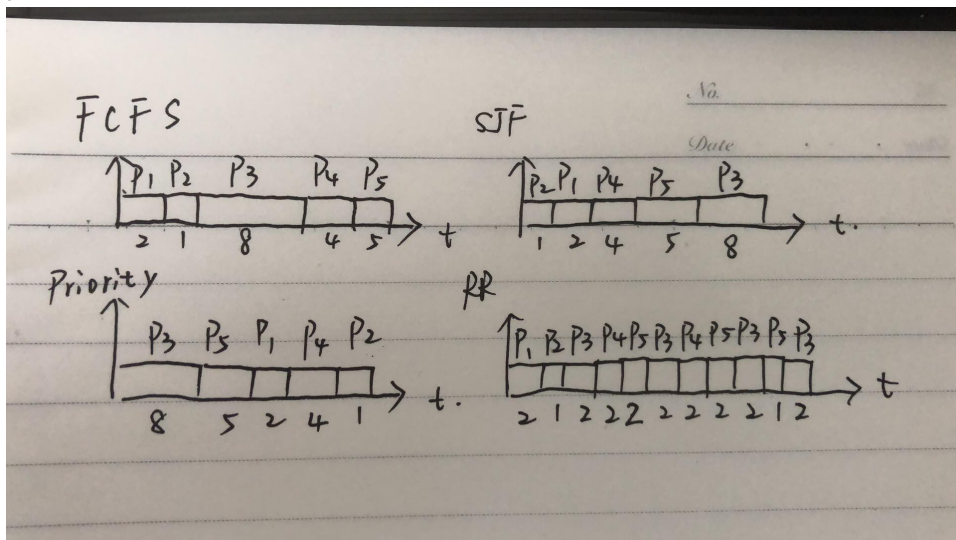 No.
FCFS
SJF
Date
P1 P2 P3 P4 P5
2 1 8 4 5 t
P2 P1 P4 P5 P3
1 2 4 5 8 t.
Priority
RR
P3 P5 P1 P4 P2
8 5 2 4 1 t.
P1 P2 P3 P4 P5 P3 P4 P5 P3 P5 P3
2 1 2 2 2 2 2 2 2 1 2 t